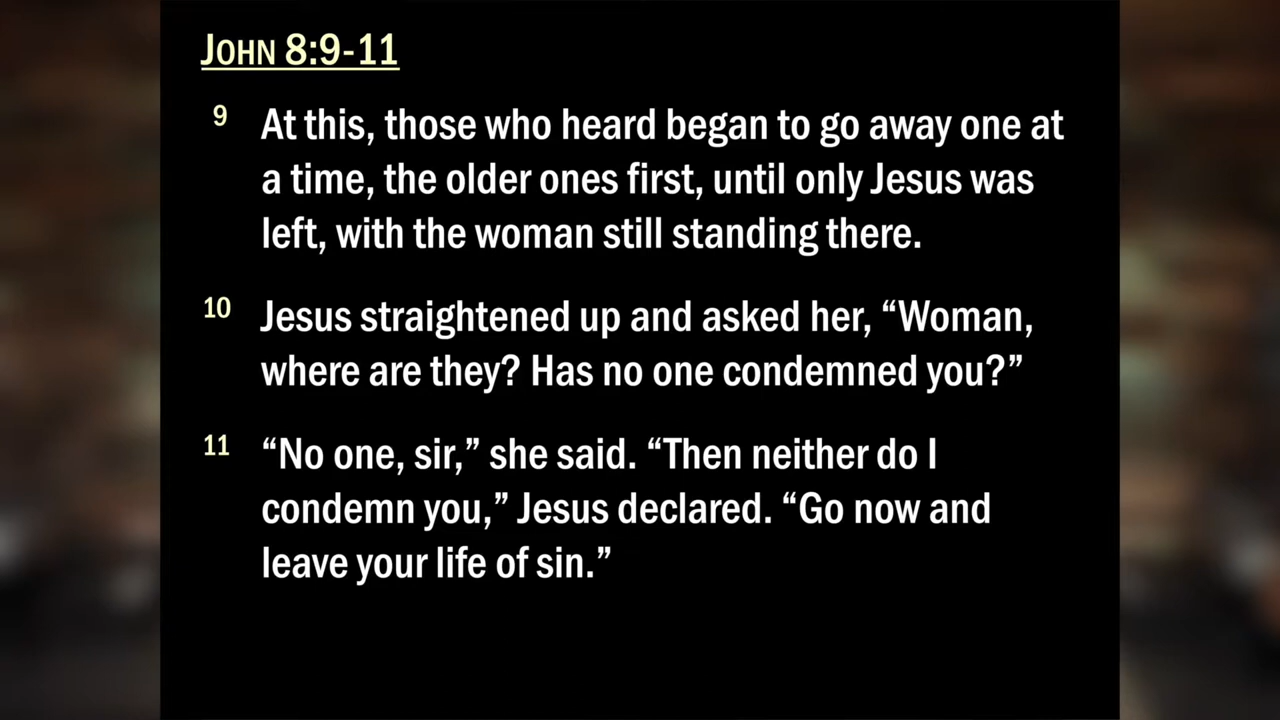 JOHN 8:9-11
9 At this, those who heard began to go away one at
a time, the older ones first, until only Jesus was
left, with the woman still standing there.
10 Jesus straightened up and asked her, “Woman,
where are they? Has no one condemned you?”
11 “No one, sir,” she said. “Then neither do I
condemn you,” Jesus declared. “Go now and
leave your life of sin.”